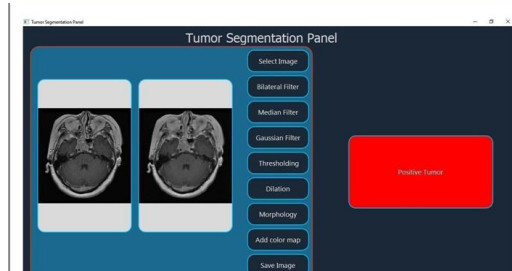 Tumor Segmentation Panel
Tumor Segmentation Panel
Select Image
Bilateral Filter
Median Filter
Gaussian Filter
Thresholding
Dilation
Morphology
Add color map
Save Image
Positive Tumor